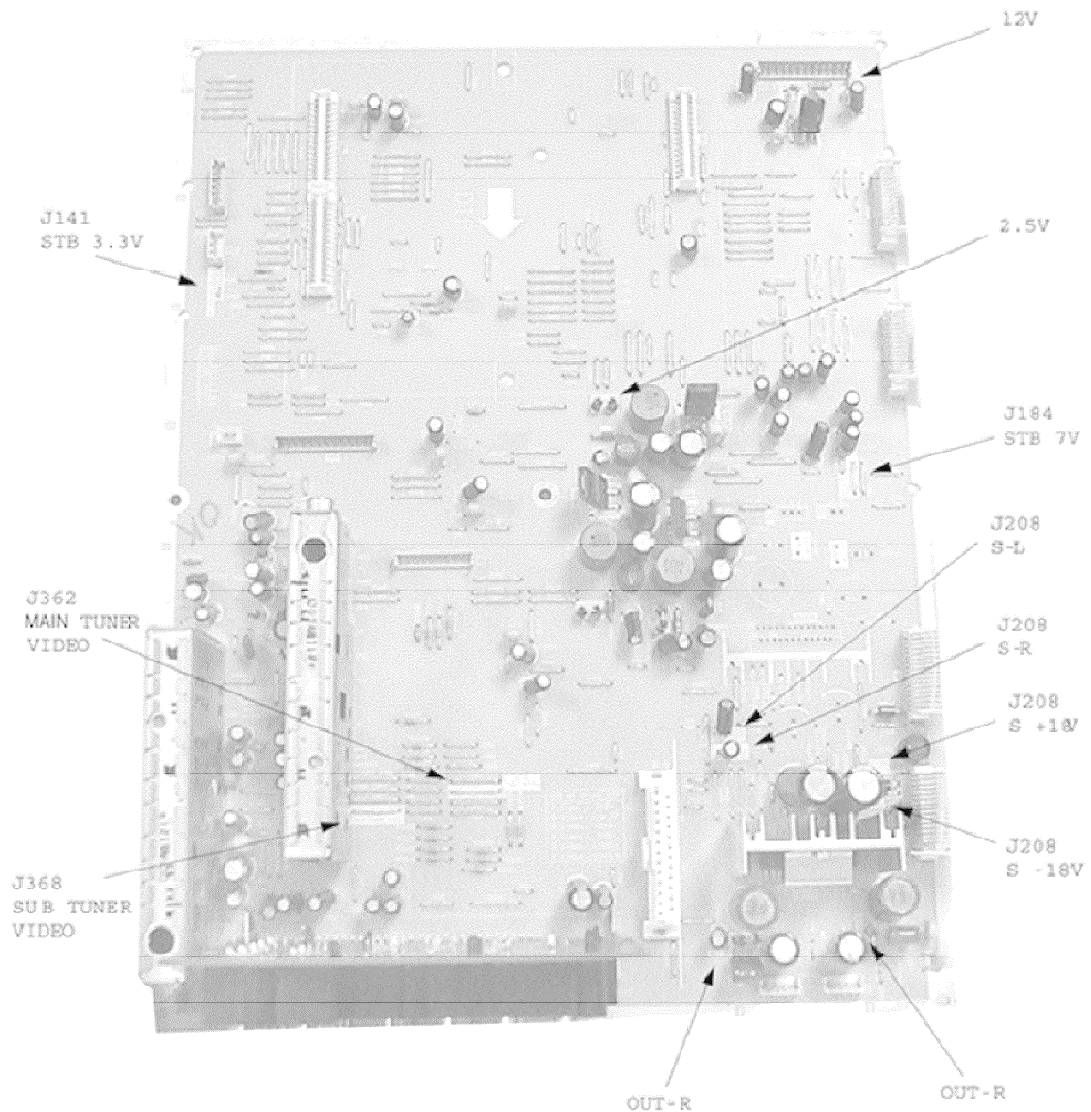 12V
J141
STB 3.3V
2.5V
J184
STB 7V
J208
S-L
J362
MAIN TUNER
VIDEO
J208
S-R
J208
S +18V
J208
S -18V
J368
SUB TUNER
VIDEO
OUT-R
OUT-R